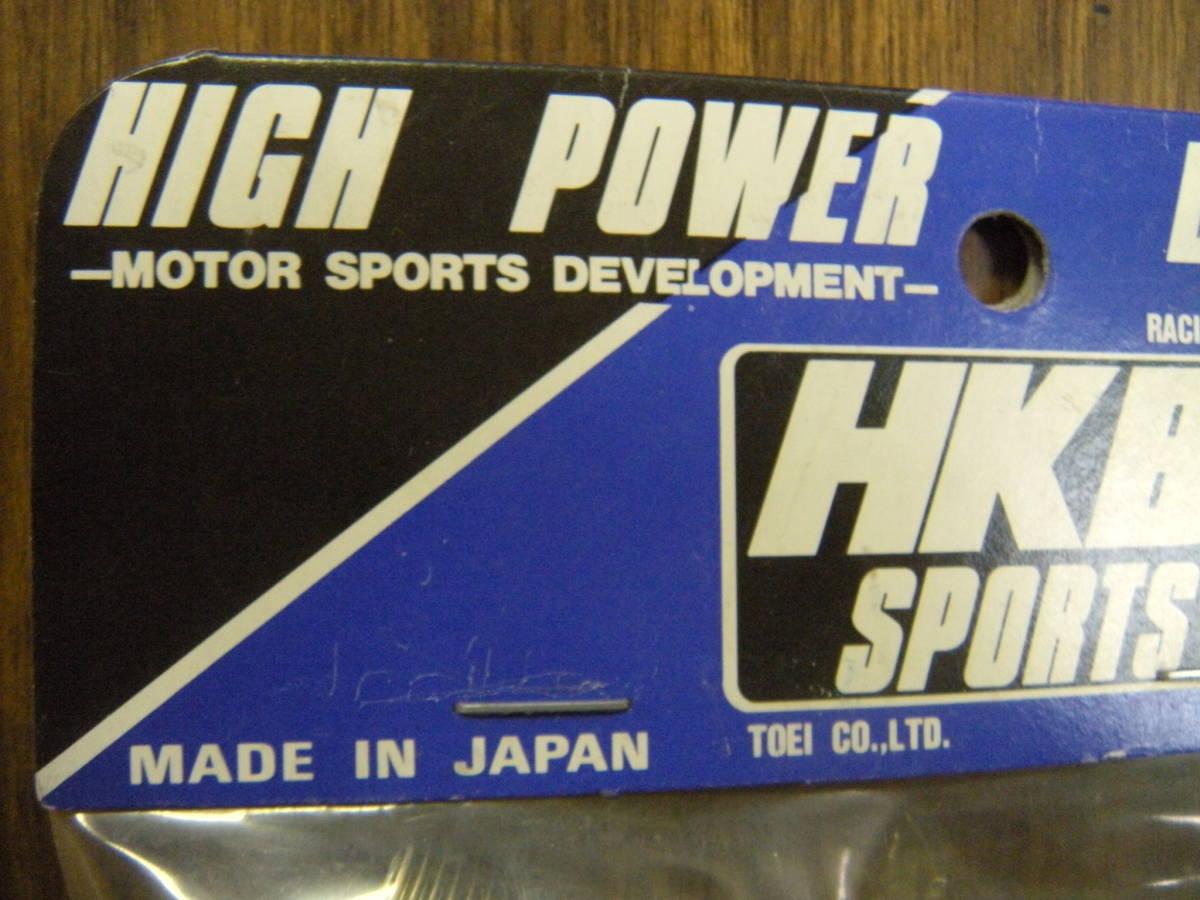 HIGH POWER
—MOTOR SPORTS DEVELOPMENT—
HKB
SPORTS
MADE IN JAPAN
TOEI CO.,LTD.